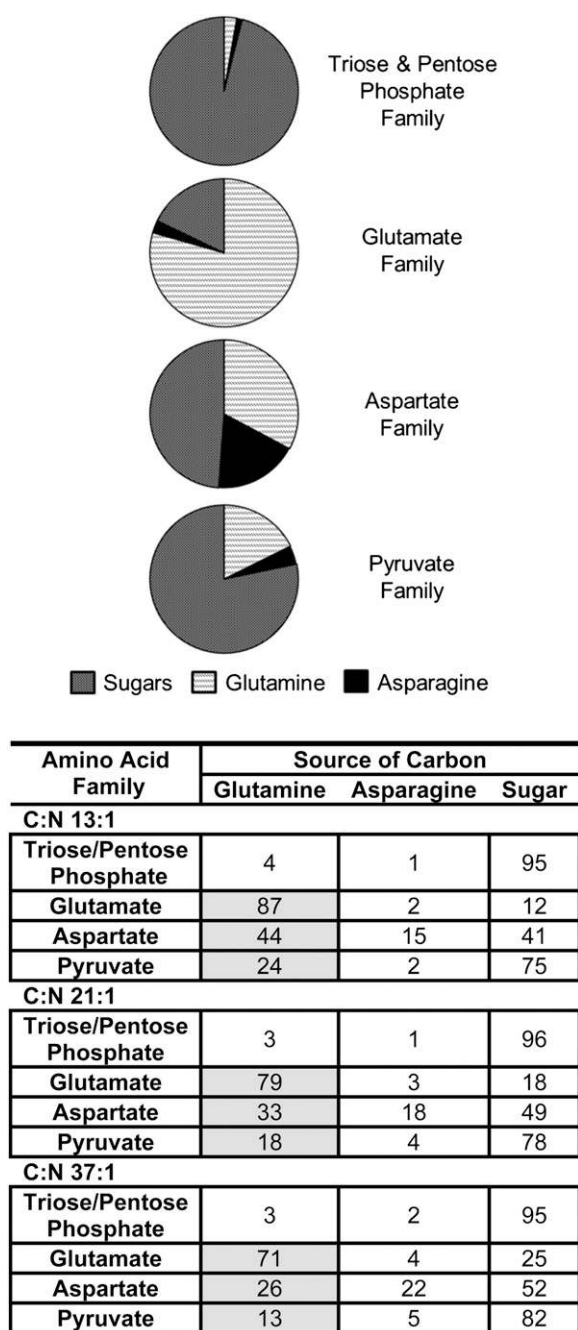 Triose & Pentose
Phosphate
Family
Glutamate
Family
Aspartate
Family
Pyruvate
Family
Sugars Glutamine Asparagine
Amino Acid Family Source of Carbon
Glutamine Asparagine Sugar
C:N 13:1
Triose/Pentose Phosphate 4 1 95
Glutamate 87 2 12
Aspartate 44 15 41
Pyruvate 24 2 75
C:N 21:1
Triose/Pentose Phosphate 3 1 96
Glutamate 79 3 18
Aspartate 33 18 49
Pyruvate 18 4 78
C:N 37:1
Triose/Pentose Phosphate 3 2 95
Glutamate 71 4 25
Aspartate 26 22 52
Pyruvate 13 5 82